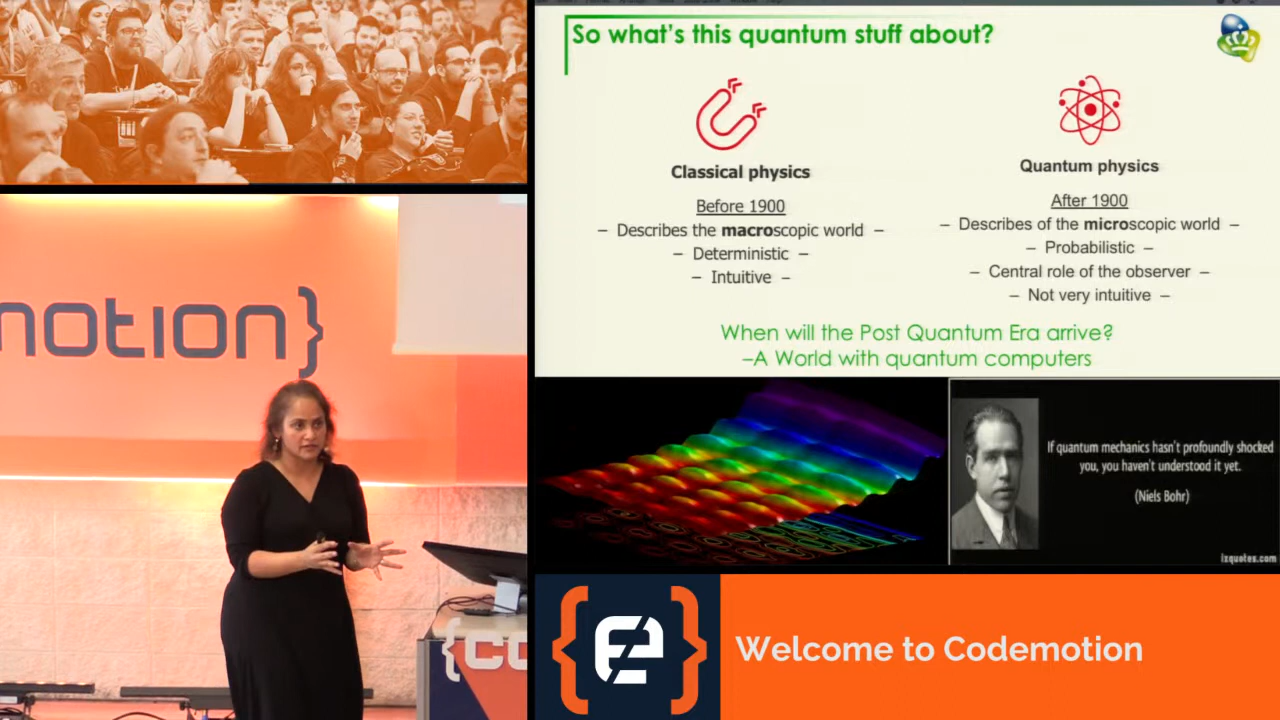 So what's this quantum stuff about?
Classical physics
Before 1900
– Describes the macroscopic world –
– Deterministic –
– Intuitive –
Quantum physics
After 1900
– Describes of the microscopic world –
– Probabilistic –
– Central role of the observer –
– Not very intuitive –
When will the Post Quantum Era arrive?
–A World with quantum computers
If quantum mechanics hasn't profoundly shocked
you, you haven't understood it yet.
(Niels Bohr)
izquotes.com
motion}
{CO
Welcome to Codemotion